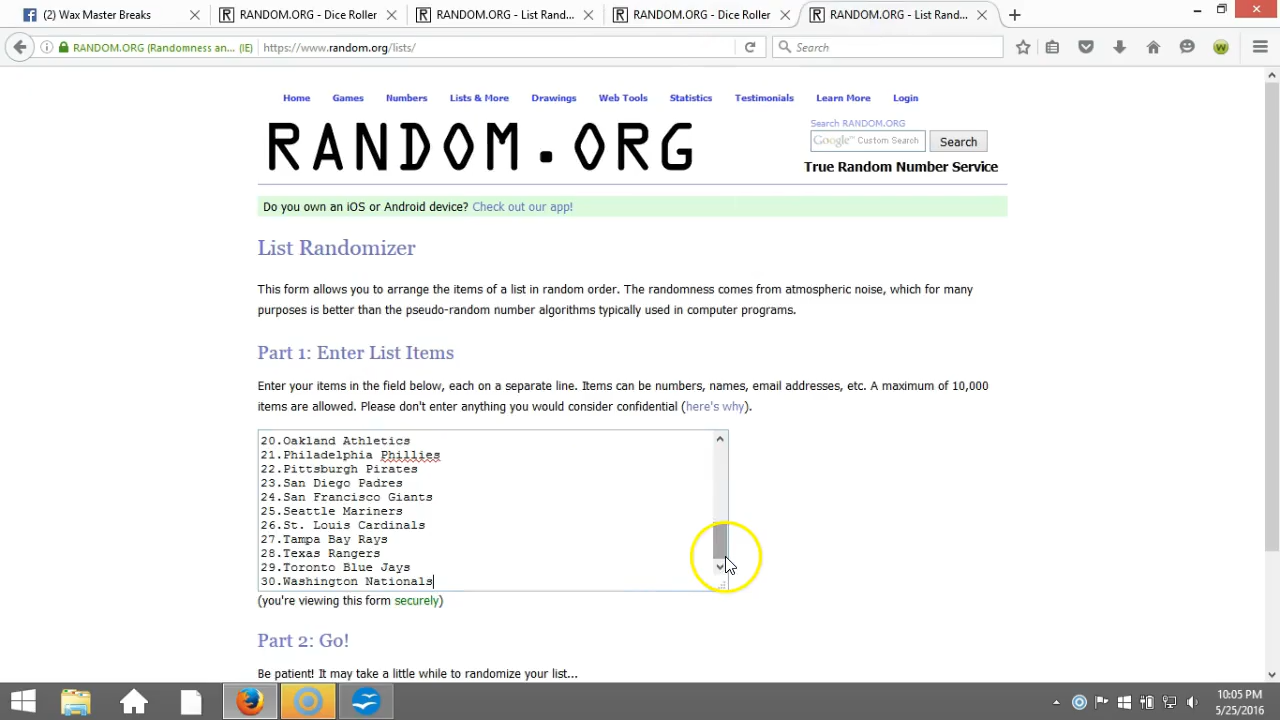 (2) Wax Master Breaks
RANDOM.ORG - Dice Roller
RANDOM.ORG - List Rand...
RANDOM.ORG - Dice Roller
RANDOM.ORG - List Ran...
RANDOM.ORG (Randomness an... (IE)
https://www.random.org/lists/
Search
Home Games Numbers Lists & More Drawings Web Tools Statistics Testimonials Learn More Login
RANDOM.ORG
Search RANDOM.ORG
Google™ Custom Search
Search
True Random Number Service
Do you own an iOS or Android device? Check out our app!
List Randomizer
This form allows you to arrange the items of a list in random order. The randomness comes from atmospheric noise, which for many
purposes is better than the pseudo-random number algorithms typically used in computer programs.
Part 1: Enter List Items
Enter your items in the field below, each on a separate line. Items can be numbers, names, email addresses, etc. A maximum of 10,000
items are allowed. Please don't enter anything you would consider confidential (here's why).
20.Oakland Athletics
21.Philadelphia Phillies
22.Pittsburgh Pirates
23.San Diego Padres
24.San Francisco Giants
25.Seattle Mariners
26.St. Louis Cardinals
27.Tampa Bay Rays
28.Texas Rangers
29.Toronto Blue Jays
30.Washington Nationals
(you're viewing this form securely)
Part 2: Go!
Be patient! It may take a little while to randomize your list...
10:05 PM
5/25/2016